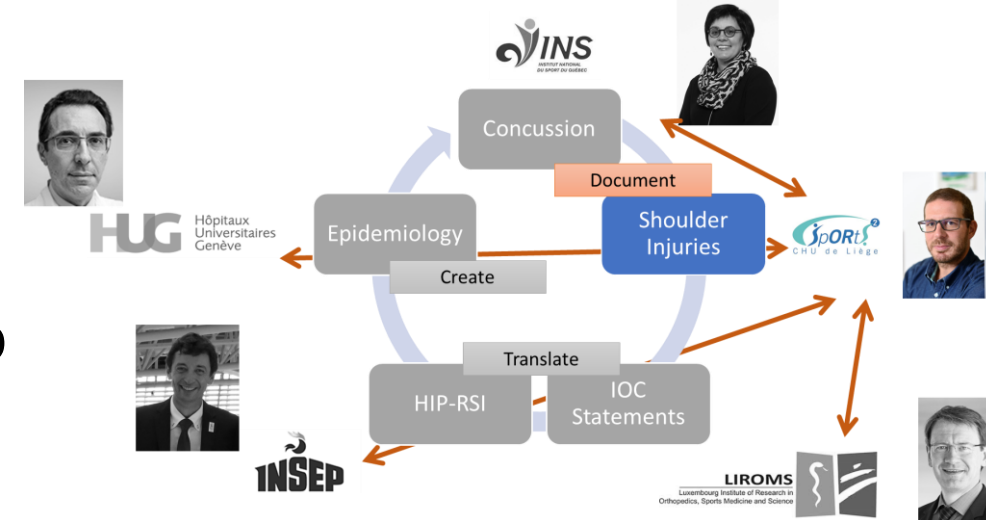 INS
INSTITUT NATIONAL
DU SPORT DU QUÉBEC
Concussion
Document
Shoulder
Injuries
SpORtS²
CHU de Liège
HUG
Hôpitaux
Universitaires
Genève
Epidemiology
Create
Translate
HIP-RSI
IOC
Statements
INSEP
LIROMS
Luxembourg Institute of Research in
Orthopedics, Sports Medicine and Science